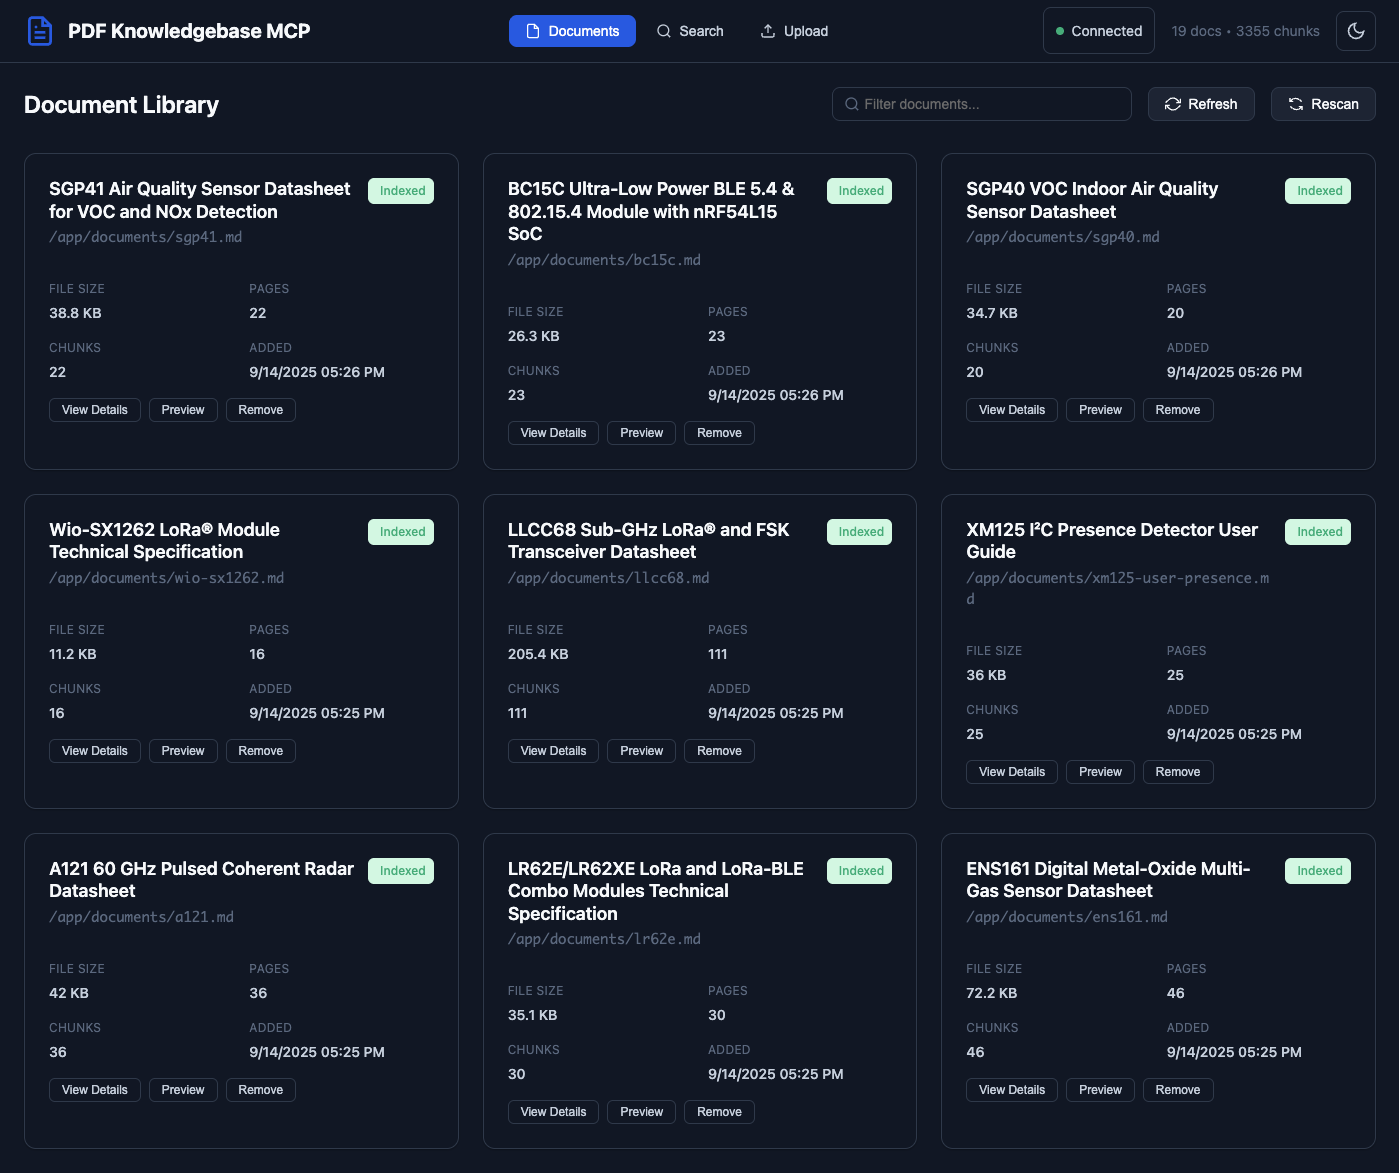 PDF Knowledgebase MCP
Documents
Search
Upload
Connected
19 docs • 3355 chunks
Document Library
Filter documents...
Refresh
Rescan
SGP41 Air Quality Sensor Datasheet
for VOC and NOx Detection
Indexed
/app/documents/sgp41.md
FILE SIZE
PAGES
38.8 KB
22
CHUNKS
ADDED
22
9/14/2025 05:26 PM
View Details
Preview
Remove
BC15C Ultra-Low Power BLE 5.4 &
802.15.4 Module with nRF54L15
SoC
Indexed
/app/documents/bc15c.md
FILE SIZE
PAGES
26.3 KB
23
CHUNKS
ADDED
23
9/14/2025 05:26 PM
View Details
Preview
Remove
SGP40 VOC Indoor Air Quality
Sensor Datasheet
Indexed
/app/documents/sgp40.md
FILE SIZE
PAGES
34.7 KB
20
CHUNKS
ADDED
20
9/14/2025 05:26 PM
View Details
Preview
Remove
Wio-SX1262 LoRa® Module
Technical Specification
Indexed
/app/documents/wio-sx1262.md
FILE SIZE
PAGES
11.2 KB
16
CHUNKS
ADDED
16
9/14/2025 05:25 PM
View Details
Preview
Remove
LLCC68 Sub-GHz LoRa® and FSK
Transceiver Datasheet
Indexed
/app/documents/llcc68.md
FILE SIZE
PAGES
205.4 KB
111
CHUNKS
ADDED
111
9/14/2025 05:25 PM
View Details
Preview
Remove
XM125 I²C Presence Detector User
Guide
Indexed
/app/documents/xm125-user-presence.m
d
FILE SIZE
PAGES
36 KB
25
CHUNKS
ADDED
25
9/14/2025 05:25 PM
View Details
Preview
Remove
A121 60 GHz Pulsed Coherent Radar
Datasheet
Indexed
/app/documents/a121.md
FILE SIZE
PAGES
42 KB
36
CHUNKS
ADDED
36
9/14/2025 05:25 PM
View Details
Preview
Remove
LR62E/LR62XE LoRa and LoRa-BLE
Combo Modules Technical
Specification
Indexed
/app/documents/lr62e.md
FILE SIZE
PAGES
35.1 KB
30
CHUNKS
ADDED
30
9/14/2025 05:25 PM
View Details
Preview
Remove
ENS161 Digital Metal-Oxide Multi-
Gas Sensor Datasheet
Indexed
/app/documents/ens161.md
FILE SIZE
PAGES
72.2 KB
46
CHUNKS
ADDED
46
9/14/2025 05:25 PM
View Details
Preview
Remove